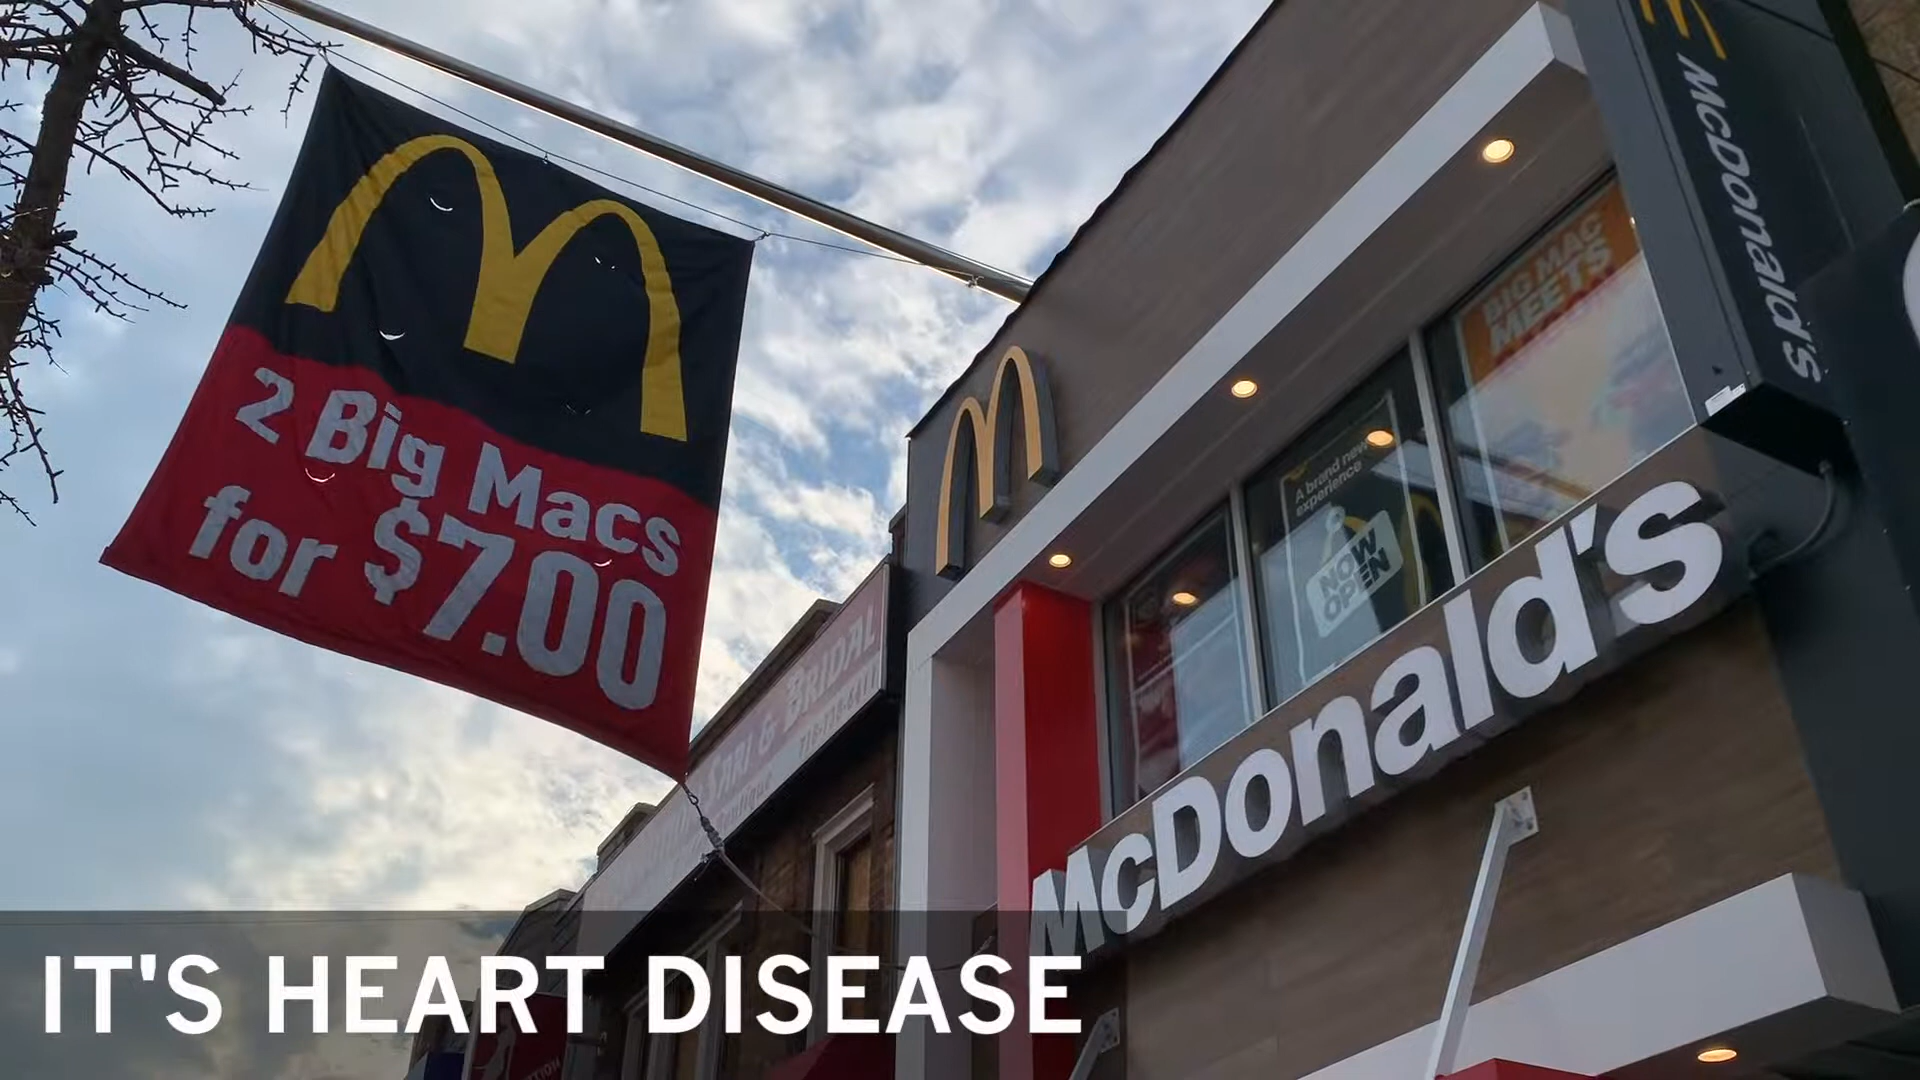 2 Big Macs
for $7.00
McDonald's
BIG MAC
MEETS
A brand new
experience
NOW
OPEN
McDonald's
SARI & BRIDAL
IT'S HEART DISEASE